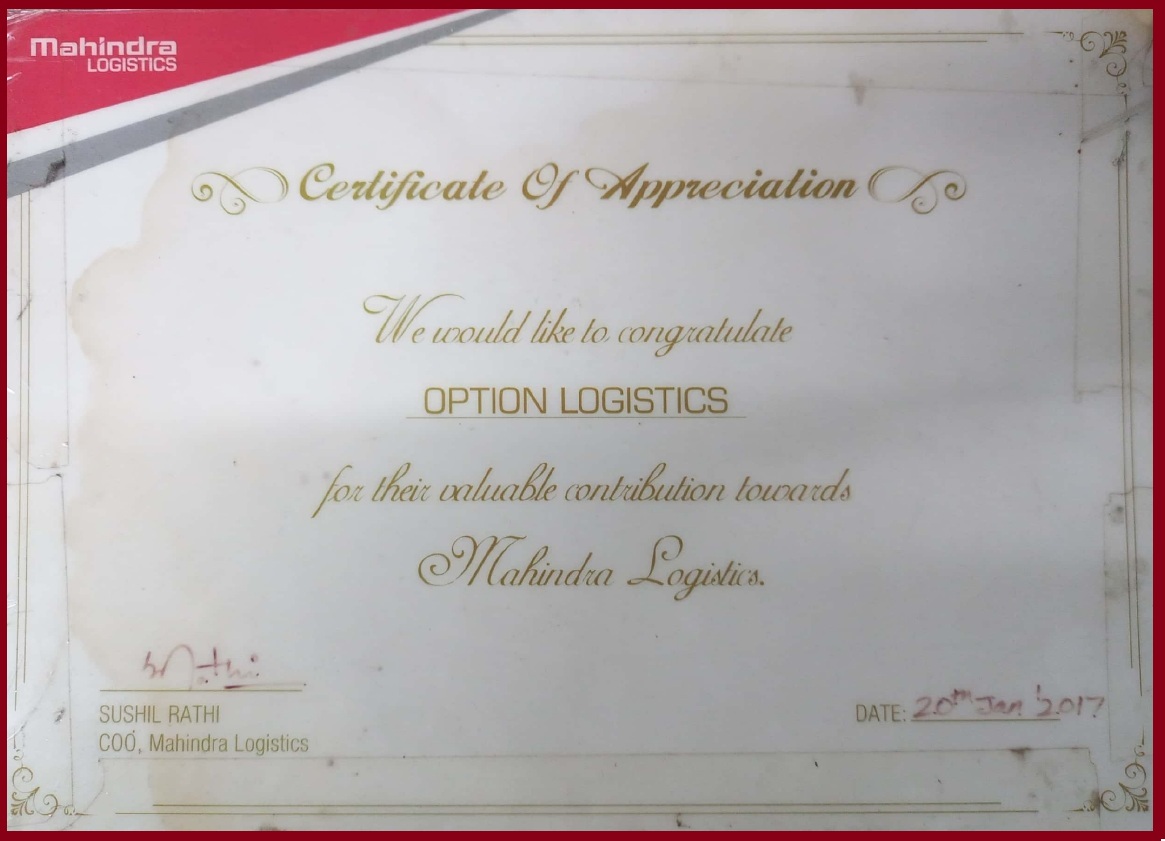 Mahindra
LOGISTICS
Certificate Of Appreciation
We would like to congratulate
OPTION LOGISTICS
for their valuable contribution towards
Mahindra Logistics.
SRathi
SUSHIL RATHI
COO, Mahindra Logistics
DATE: 20th Jan '2017